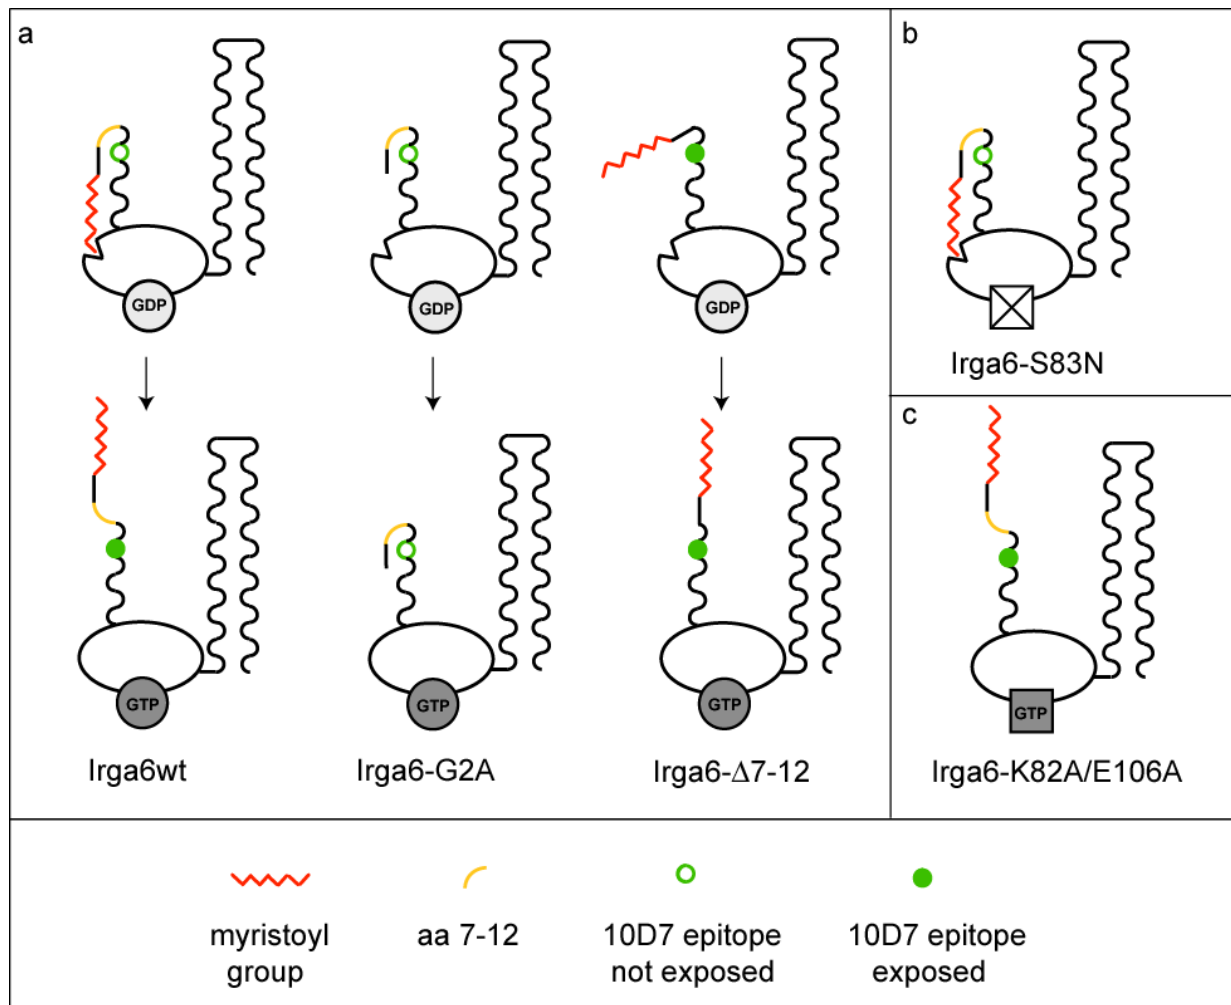 a
b
GDP
GDP
GDP
Irga6-S83N
c
GTP
GTP
GTP
GTP
Irga6wt
Irga6-G2A
Irga6-Δ7-12
Irga6-K82A/E106A
myristoyl
group
aa 7-12
10D7 epitope
not exposed
10D7 epitope
exposed